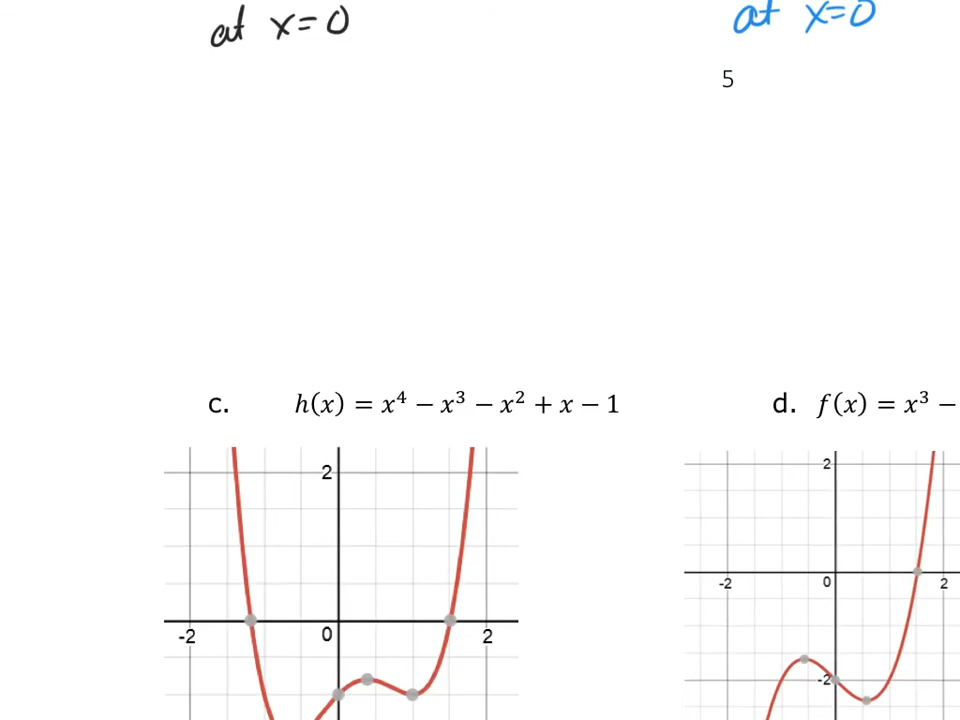 at x=0
at x=0
5
c. h(x) = x⁴ − x³ − x² + x − 1
d. f(x) = x³ −
2
-2
0
2
2
-2
0
2
-2